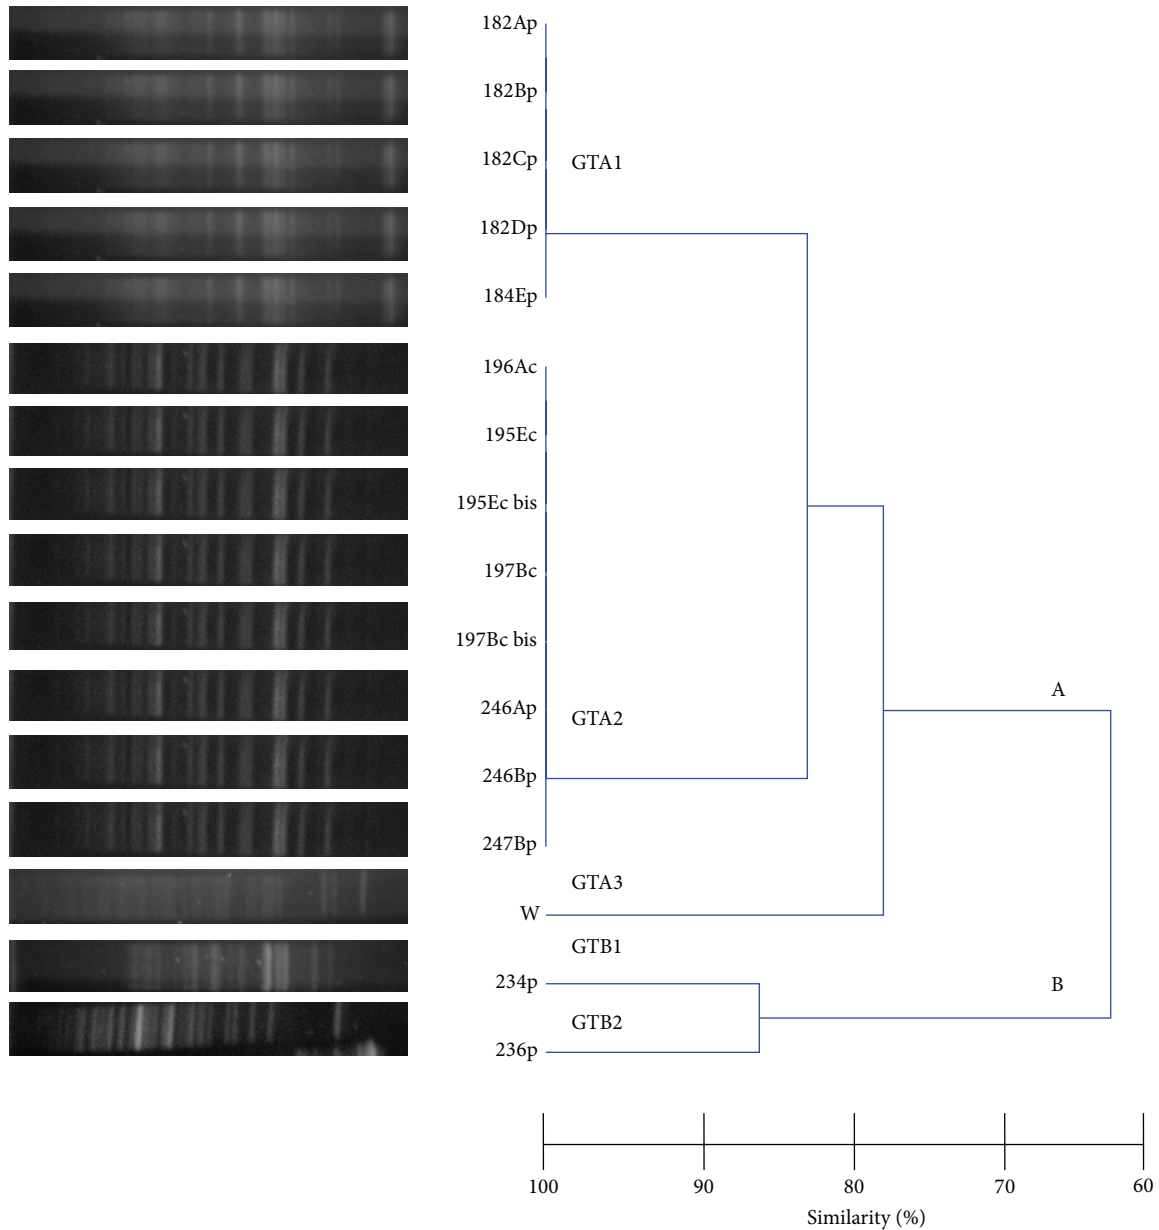 182Ap
182Bp
182Cp
GTA1
182Dp
184Ep
196Ac
195Ec
195Ec bis
197Bc
197Bc bis
A
246Ap
GTA2
246Bp
247Bp
GTA3
W
GTB1
234p
B
GTB2
236p
100 90 80 70 60
Similarity (%)